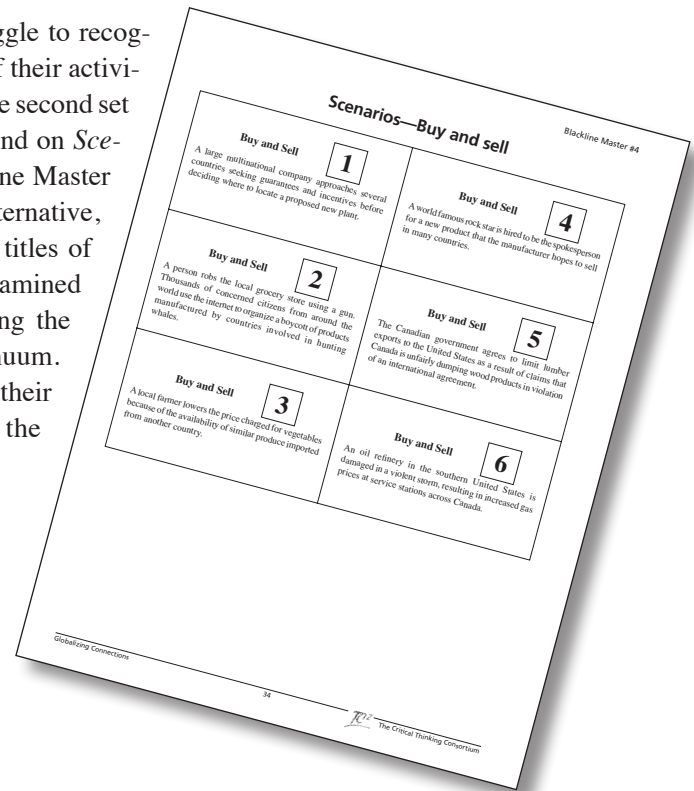 ggle to recog-
f their activi-
e second set
nd on Sce-
ne Master
ternative,
titles of
amined
ng the
nuum.
their
the
Blackline Master #4
Scenarios—Buy and sell
Buy and Sell
1
A large multinational company approaches several
countries seeking guarantees and incentives before
deciding where to locate a proposed new plant.
Buy and Sell
2
A person robs the local grocery store using a gun.
Thousands of concerned citizens from around the
world use the internet to organize a boycott of products
manufactured by countries involved in hunting
whales.
Buy and Sell
3
A local farmer lowers the price charged for vegetables
because of the availability of similar produce imported
from another country.
Buy and Sell
4
A world famous rock star is hired to be the spokesperson
for a new product that the manufacturer hopes to sell
in many countries.
Buy and Sell
5
The Canadian government agrees to limit lumber
exports to the United States as a result of claims that
Canada is unfairly dumping wood products in violation
of an international agreement.
Buy and Sell
6
An oil refinery in the southern United States is
damaged in a violent storm, resulting in increased gas
prices at service stations across Canada.
Globalizing Connections
34
The Critical Thinking Consortium